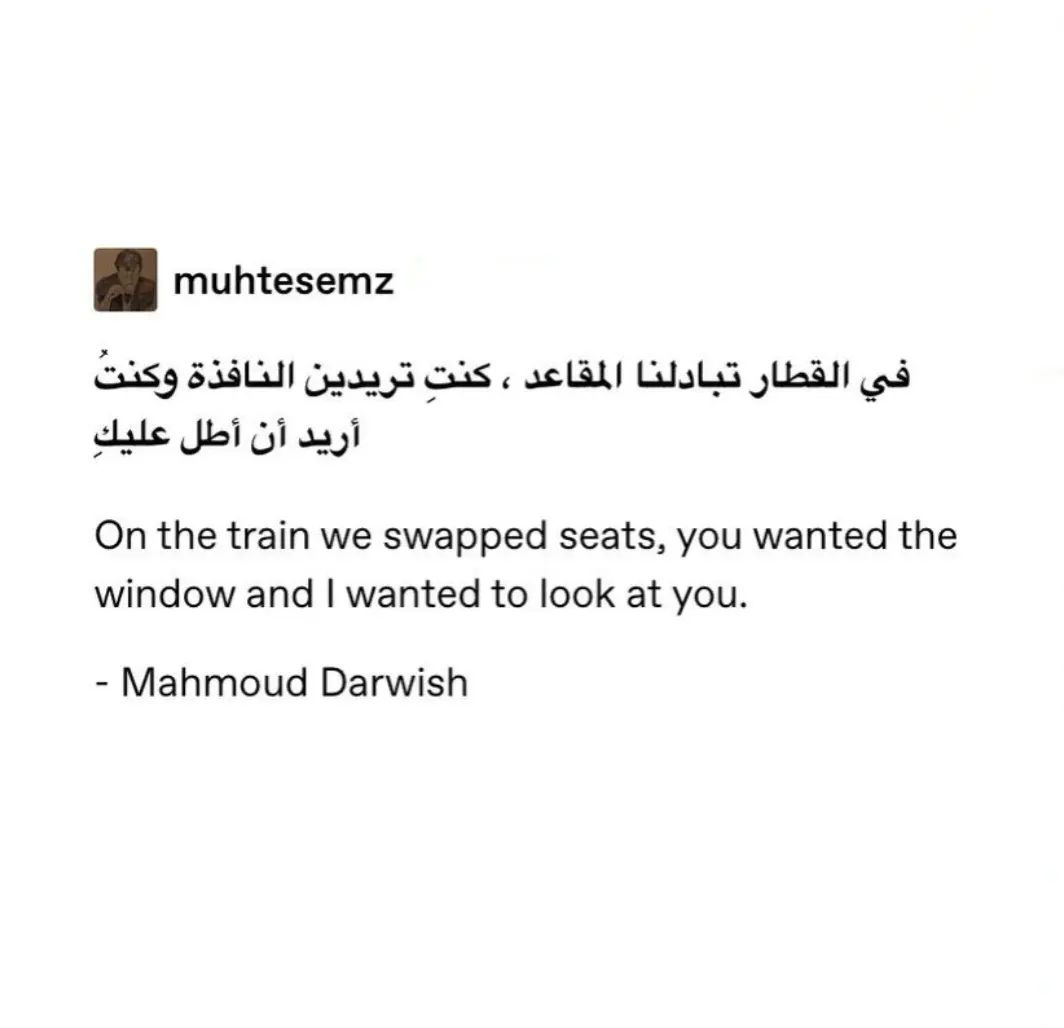 muhtesemz
في القطار تبادلنا المقاعد ، كنتِ تريدين النافذة وكنتُ
أريد أن أطل عليكِ
On the train we swapped seats, you wanted the
window and I wanted to look at you.
- Mahmoud Darwish